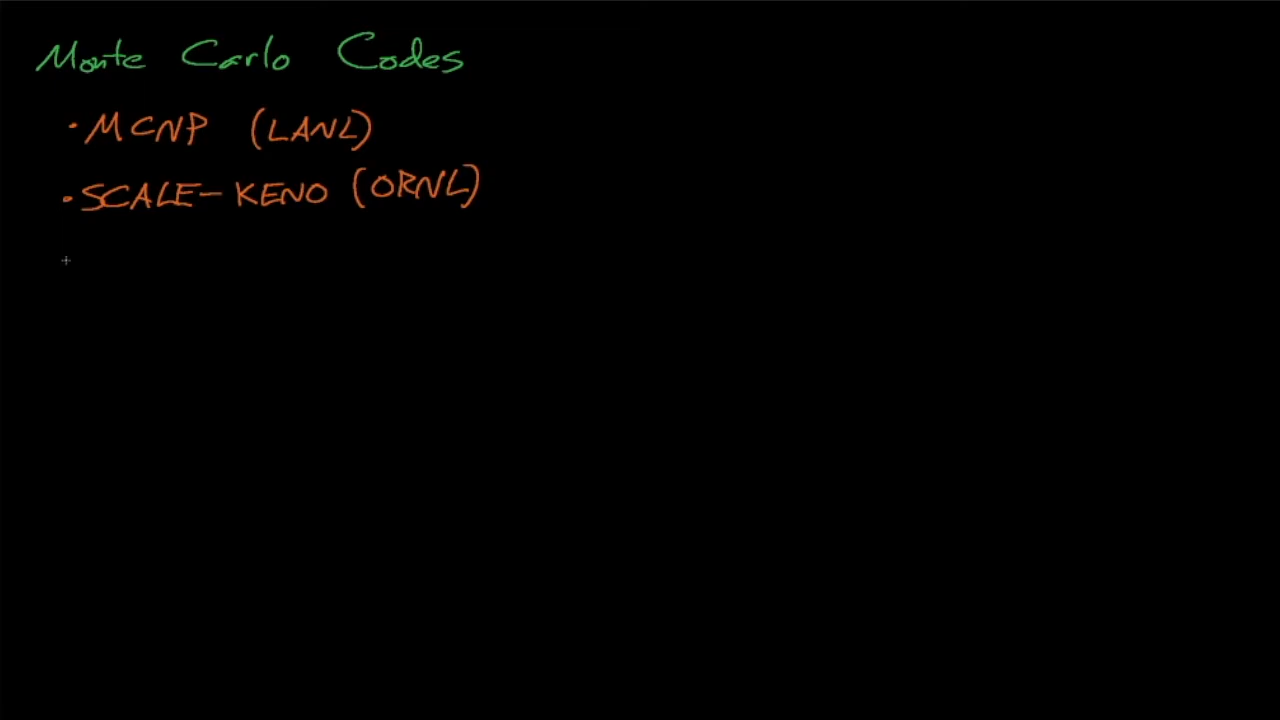 Monte Carlo Codes
• MCNP (LANL)
• SCALE-KENO (ORNL)